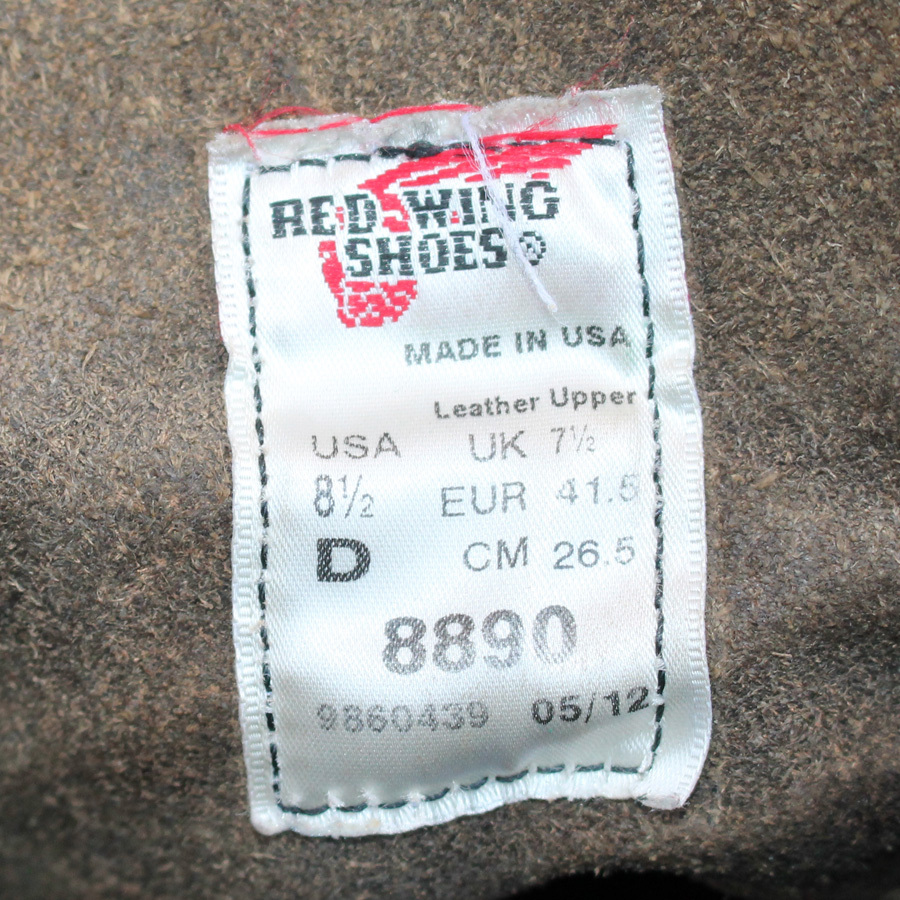 RED WING
SHOES®
MADE IN USA
Leather Upper
USA UK 7½
8½ EUR 41.5
D CM 26.5
8890
9860439 05/12